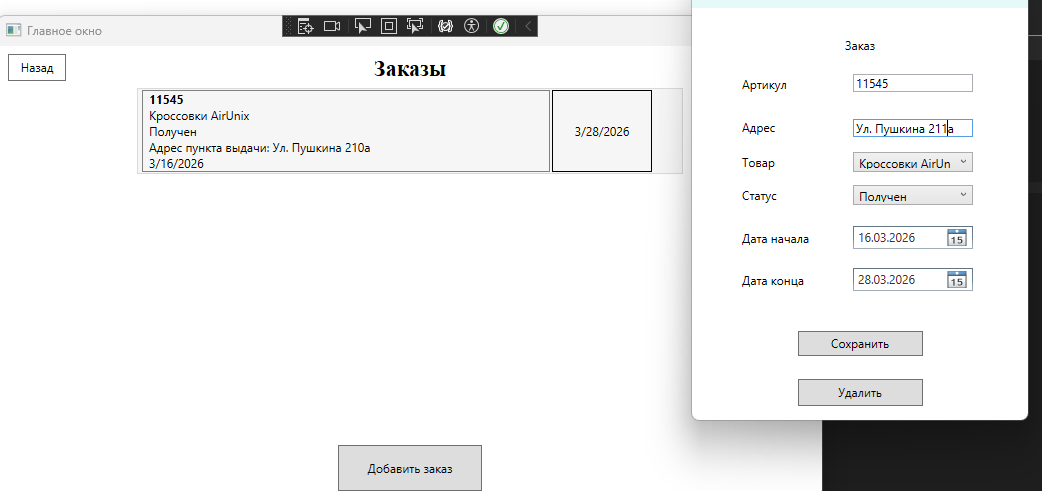 Главное окно
Назад
Заказы
11545
Кроссовки AirUnix
Получен
Адрес пункта выдачи: Ул. Пушкина 210а
3/16/2026
3/28/2026
Добавить заказ
Заказ
Артикул
11545
Адрес
Ул. Пушкина 211а
Товар
Кроссовки AirUn
Статус
Получен
Дата начала
16.03.2026
15
Дата конца
28.03.2026
15
Сохранить
Удалить